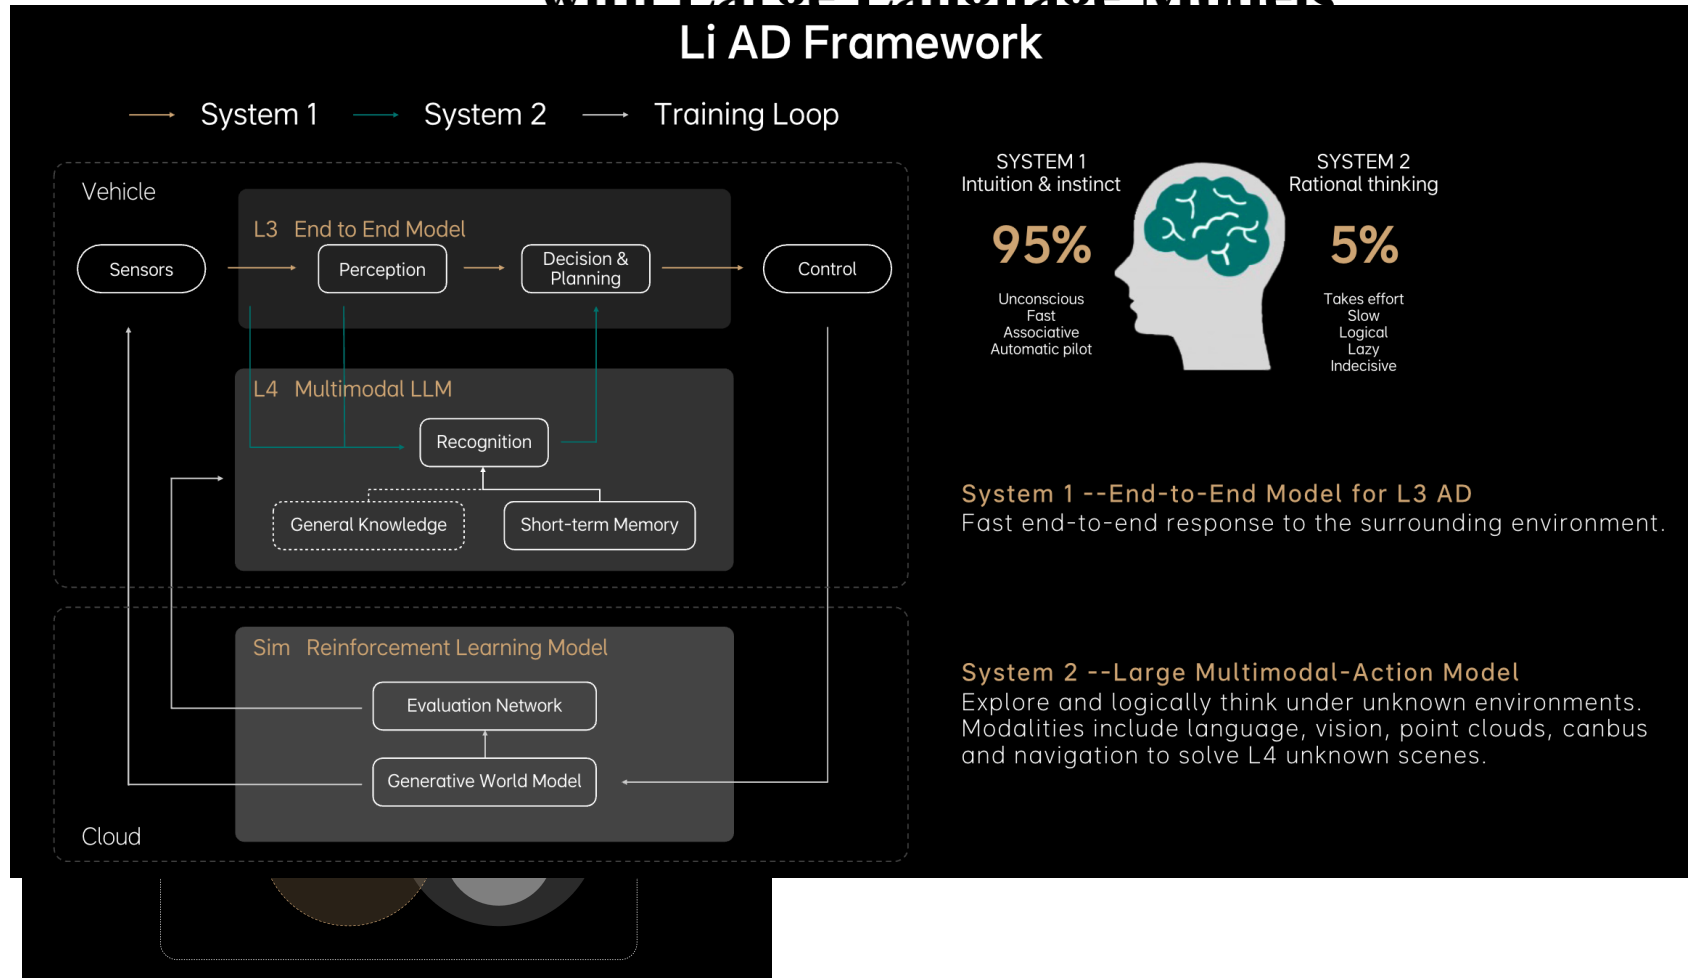 with Large Language Models
Li AD Framework
System 1
System 2
Training Loop
Vehicle
L3 End to End Model
Sensors
Perception
Decision &
Planning
Control
L4 Multimodal LLM
Recognition
General Knowledge
Short-term Memory
Sim Reinforcement Learning Model
Evaluation Network
Generative World Model
Cloud
SYSTEM 1
Intuition & instinct
95%
Unconscious
Fast
Associative
Automatic pilot
SYSTEM 2
Rational thinking
5%
Takes effort
Slow
Logical
Lazy
Indecisive
System 1 --End-to-End Model for L3 AD
Fast end-to-end response to the surrounding environment.
System 2 --Large Multimodal-Action Model
Explore and logically think under unknown environments.
Modalities include language, vision, point clouds, canbus
and navigation to solve L4 unknown scenes.